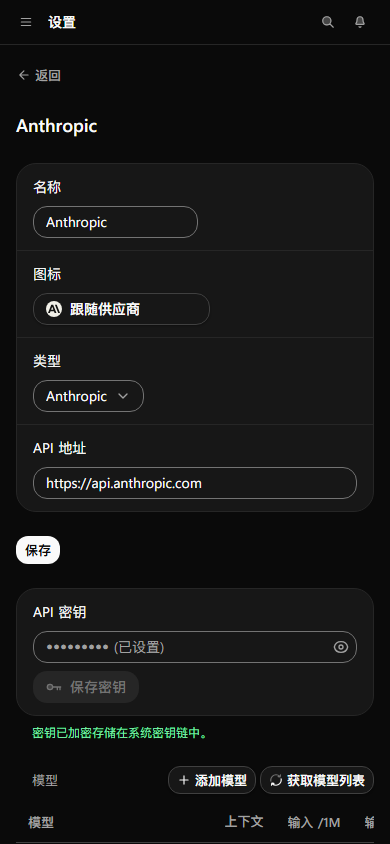 设置
返回
Anthropic
名称
Anthropic
图标
跟随供应商
类型
Anthropic
API 地址
https://api.anthropic.com
保存
API 密钥
••••••••• (已设置)
保存密钥
密钥已加密存储在系统密钥链中。
模型 添加模型 获取模型列表
模型 上下文 输入 /1M